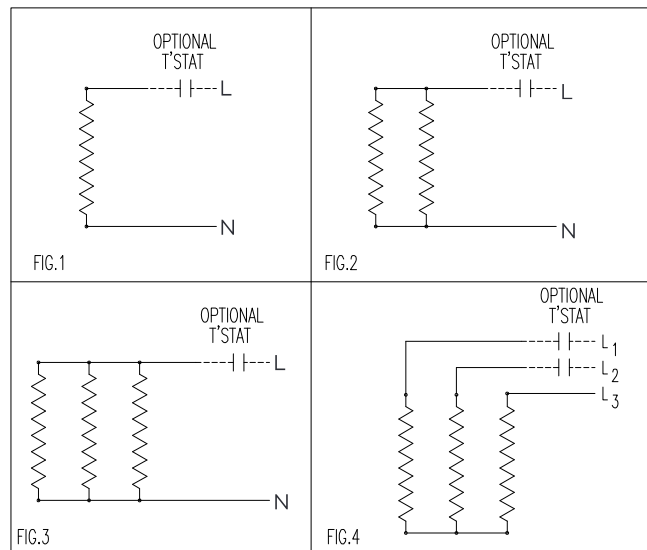 OPTIONAL
T'STAT
L
N
FIG.1
OPTIONAL
T'STAT
L
N
FIG.2
OPTIONAL
T'STAT
L
N
FIG.3
OPTIONAL
T'STAT
L1
L2
L3
FIG.4